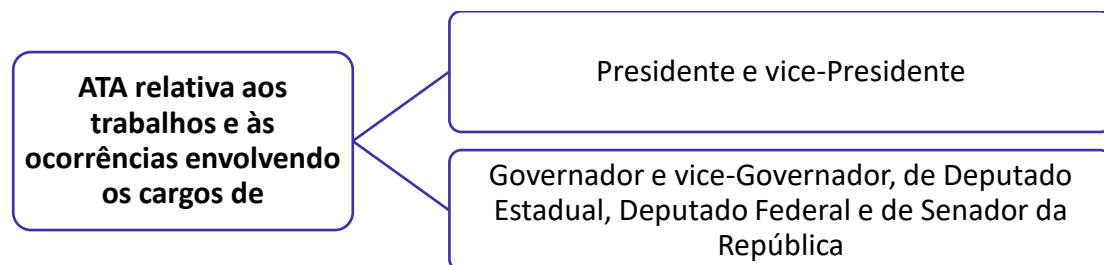 ATA relativa aos
trabalhos e às
ocorrências envolvendo
os cargos de
Presidente e vice-Presidente
Governador e vice-Governador, de Deputado
Estadual, Deputado Federal e de Senador da
República